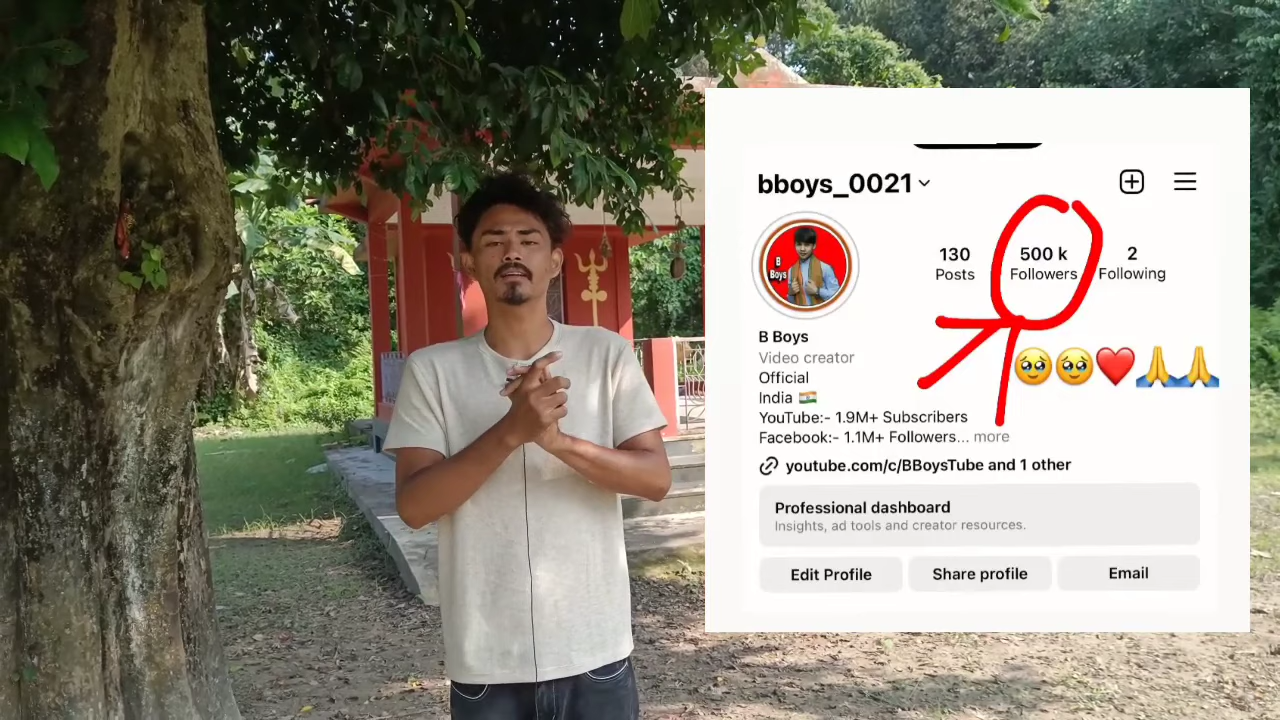 bboys_0021
130
Posts
500 k
Followers
2
Following
B
Boys
B Boys
Video creator
Official
India 🇮🇳
YouTube:- 1.9M+ Subscribers
Facebook:- 1.1M+ Followers... more
youtube.com/c/BBoysTube and 1 other
Professional dashboard
Insights, ad tools and creator resources.
Edit Profile
Share profile
Email